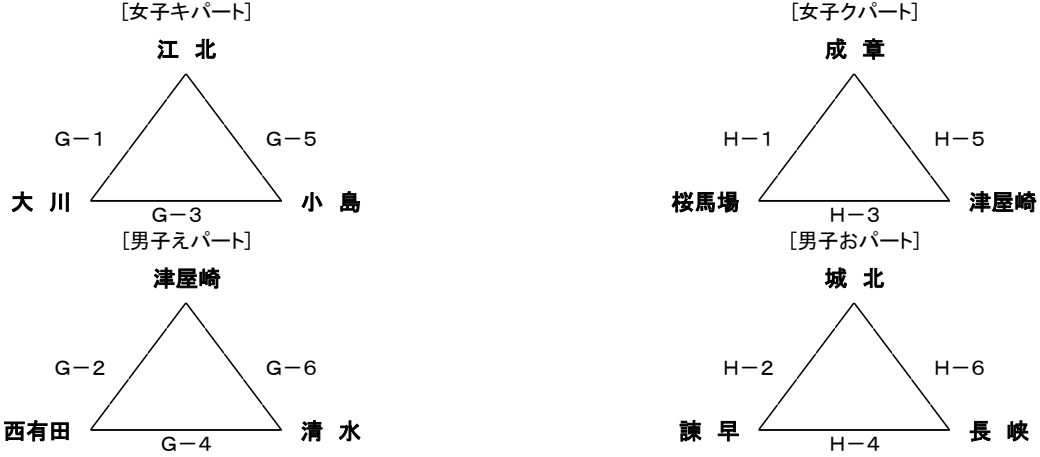 [女子キパート]
江 北
G－1
G－5
大 川
G－3
小 島
[女子クパート]
成 章
H－1
H－5
桜馬場
H－3
津屋崎
[男子えパート]
津屋崎
G－2
G－6
西有田
G－4
清 水
[男子おパート]
城 北
H－2
H－6
諫 早
H－4
長 峡